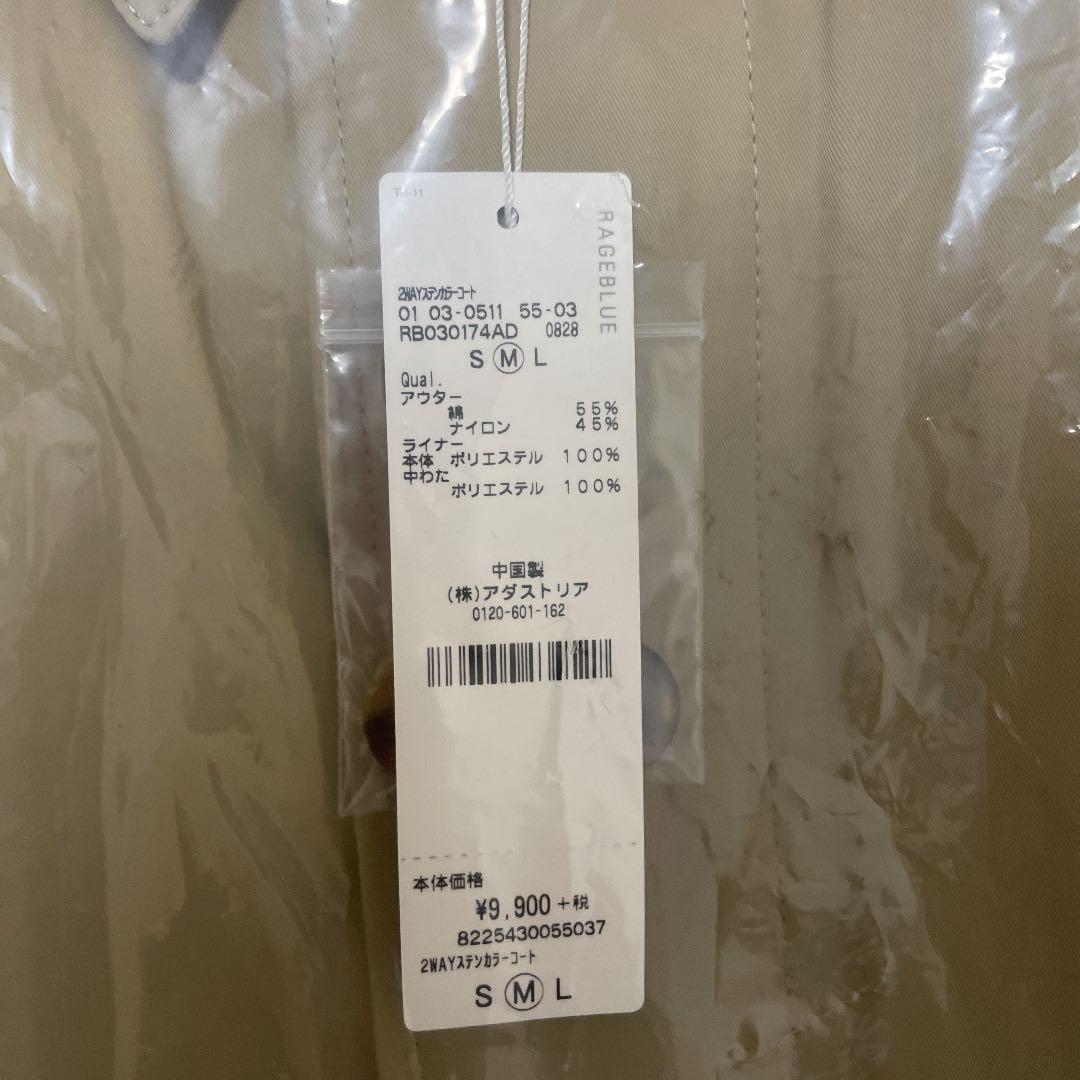 RAGEBLUE
2WAYステンカラーコート
01 03-0511 55-03
RB030174AD 0828
S M L
Qual.
アウター
綿 55%
ナイロン 45%
ライナー
本体 ポリエステル 100%
中わた
ポリエステル 100%
中国製
(株)アダストリア
0120-601-162
本体価格
¥9,900+税
8225430055037
2WAYステンカラーコート
S M L